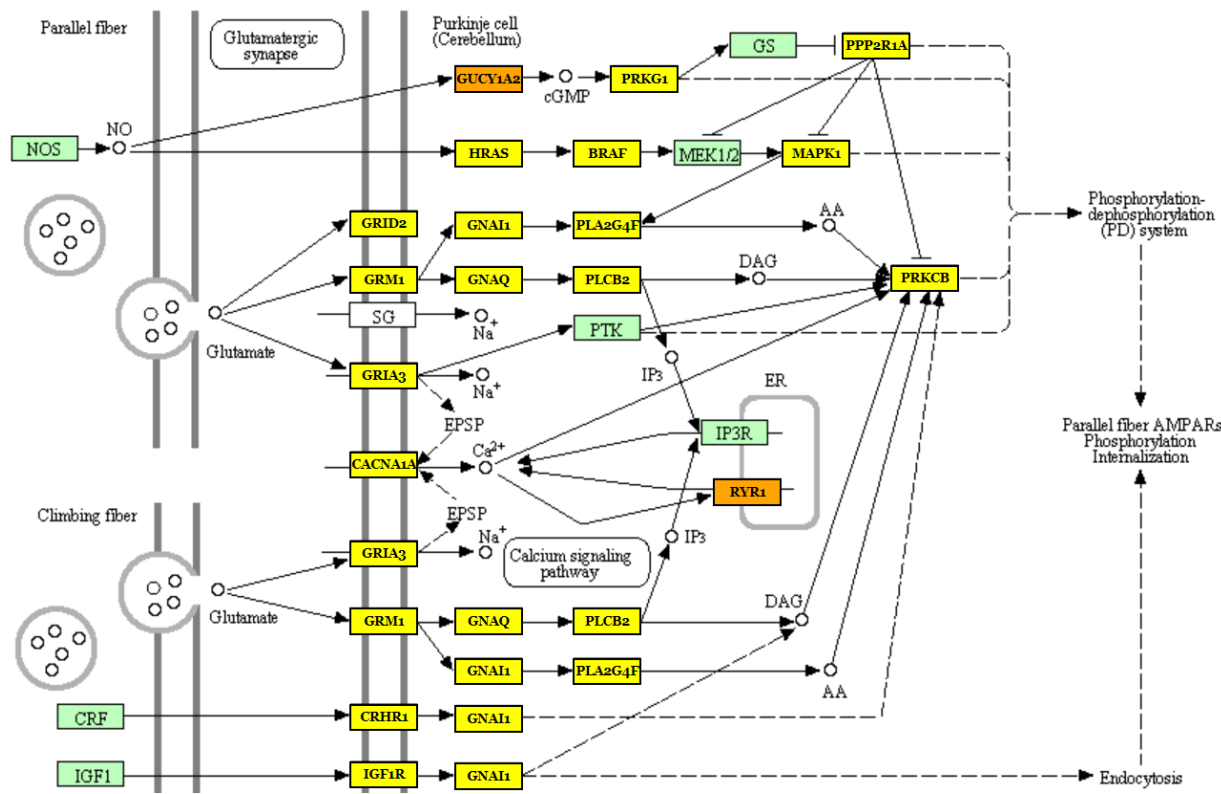 Parallel fiber
Glutamatergic
synapse
Purkinje cell
(Cerebellum)
GS
PPP2R1A
GUCY1A2
cGMP
PRKG1
NO
NOS
HRAS
BRAF
MEK1/2
MAPK1
GRID2
GNAI1
PLA2G4F
AA
Phosphorylation-
dephosphorylation
(PD) system
GRM1
GNAQ
PLCB2
DAG
PRKCB
SG
Na+
PTK
Glutamate
GRIA3
Na+
IP3
ER
EPSP
IP3R
Parallel fiber AMPARs
Phosphorylation
Internalization
CACNA1A
Ca2+
RYR1
Climbing fiber
EPSP
Na+
IP3
GRIA3
Calcium signaling
pathway
Glutamate
GRM1
GNAQ
PLCB2
DAG
GNAI1
PLA2G4F
AA
CRF
CRHR1
GNAI1
IGF1
IGF1R
GNAI1
Endocytosis